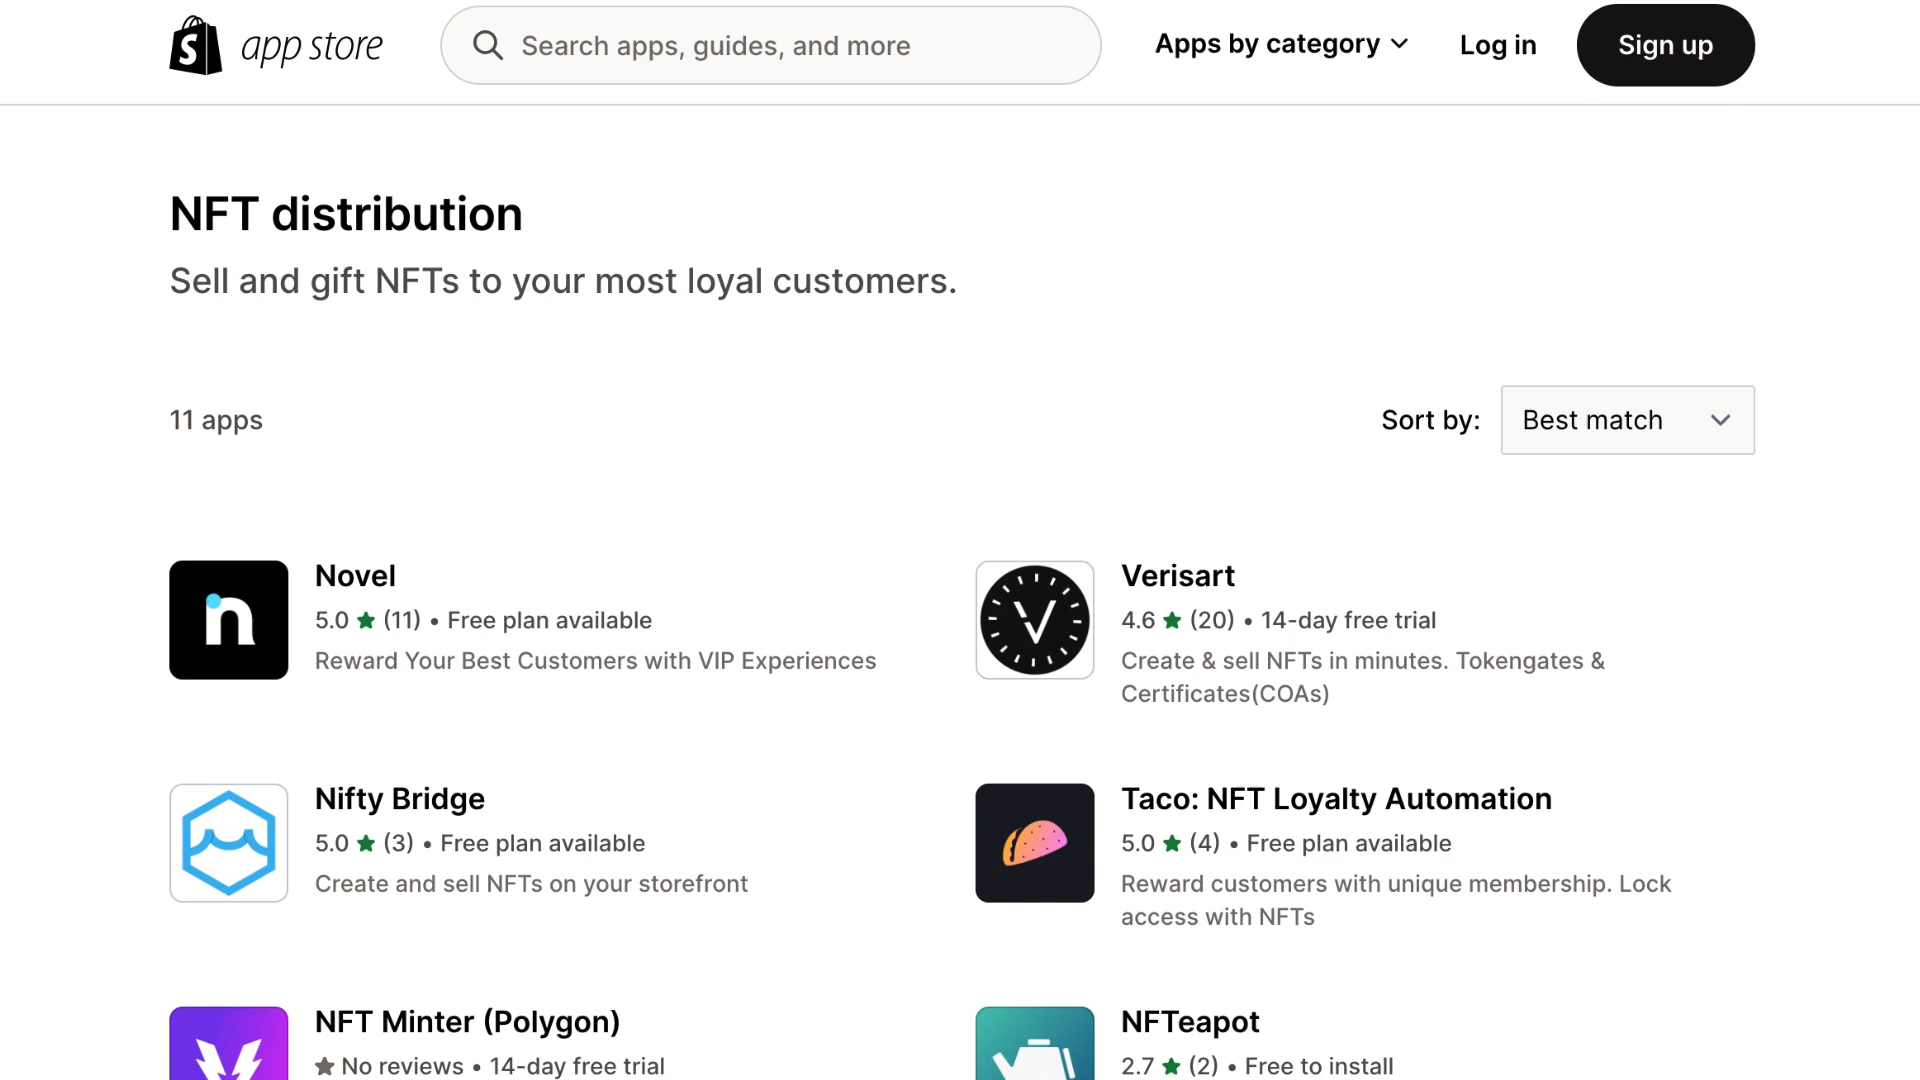 app store
Search apps, guides, and more
Apps by category
Log in
Sign up
NFT distribution
Sell and gift NFTs to your most loyal customers.
11 apps
Sort by:
Best match
Novel
5.0 ★ (11) • Free plan available
Reward Your Best Customers with VIP Experiences
Verisart
4.6 ★ (20) • 14-day free trial
Create & sell NFTs in minutes. Tokengates &
Certificates(COAs)
Nifty Bridge
5.0 ★ (3) • Free plan available
Create and sell NFTs on your storefront
Taco: NFT Loyalty Automation
5.0 ★ (4) • Free plan available
Reward customers with unique membership. Lock
access with NFTs
NFT Minter (Polygon)
★ No reviews • 14-day free trial
NFTeapot
2.7 ★ (2) • Free to install